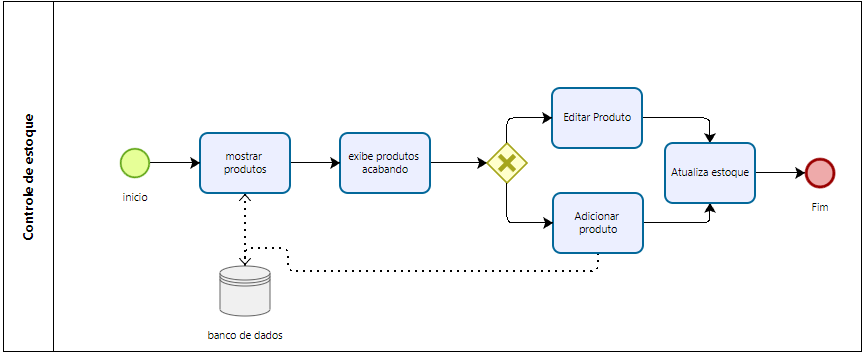 Controle de estoque
inicio
mostrar
produtos
exibe produtos
acabando
Editar Produto
Adicionar
produto
Atualiza estoque
Fim
banco de dados